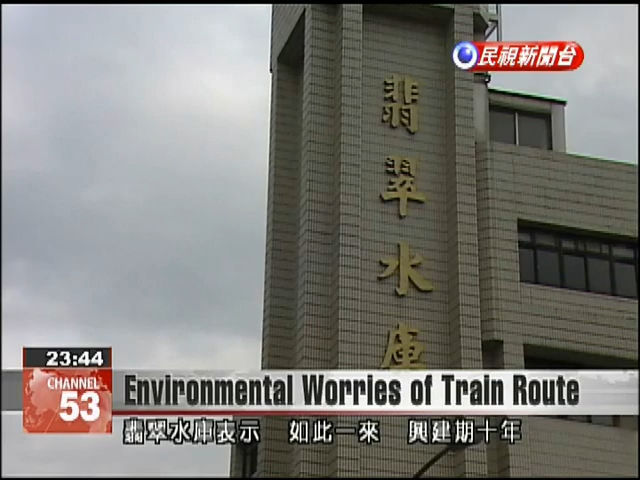 民視新聞台
翡翠水庫
23:44
CHANNEL
53
Environmental Worries of Train Route
翡翠水庫表示 如此一來 興建期十年